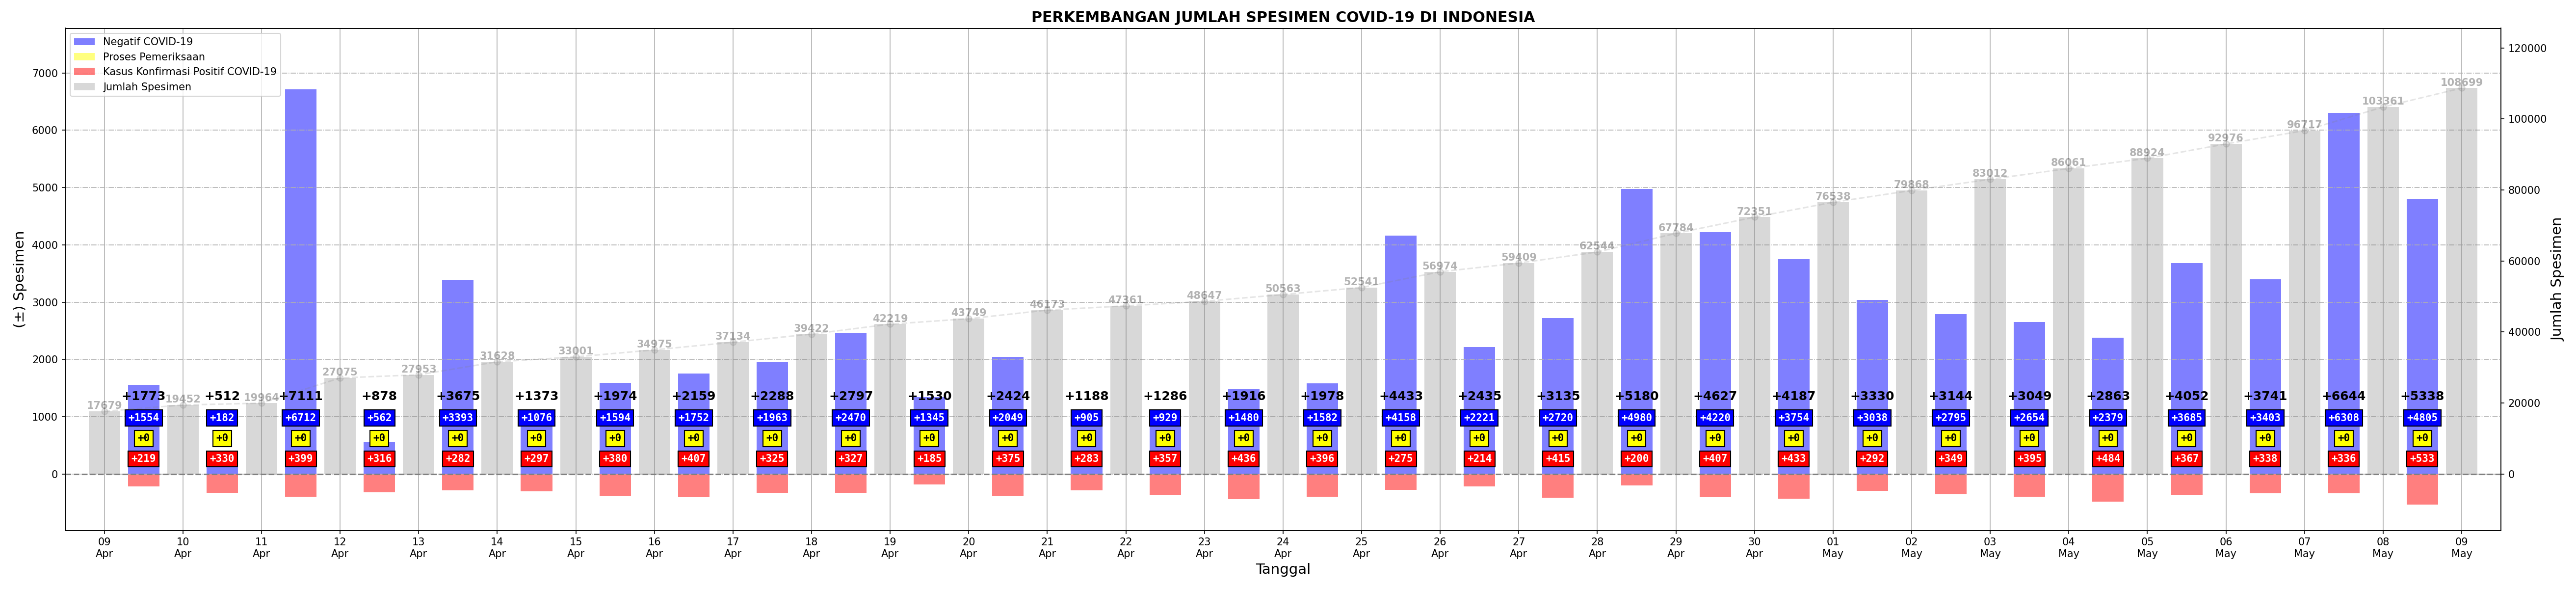 PERKEMBANGAN JUMLAH SPESIMEN COVID-19 DI INDONESIA
Negatif COVID-19
Proses Pemeriksaan
Kasus Konfirmasi Positif COVID-19
Jumlah Spesimen
(±) Spesimen
7000
6000
5000
4000
3000
2000
1000
0
Jumlah Spesimen
120000
100000
80000
60000
40000
20000
0
17679 19452 19964 27075 27953 31628 33001 34975 37134 39422 42219 43749 46173 47361 48647 50563 52541 56974 59409 62544 67784 72351 76538 79868 83012 86061 88924 92976 96717 103361 108699
+1773 +512 +7111 +878 +3675 +1373 +1974 +2159 +2288 +2797 +1530 +2424 +1188 +1286 +1916 +1978 +4433 +2435 +3135 +5180 +4627 +4187 +3330 +3144 +3049 +2863 +4052 +3741 +6644 +5338
+1554 +182 +6712 +562 +3393 +1076 +1594 +1752 +1963 +2470 +1345 +2049 +905 +929 +1480 +1582 +4158 +2221 +2720 +4980 +4220 +3754 +3038 +2795 +2654 +2379 +3685 +3403 +6308 +4805
+0 +0 +0 +0 +0 +0 +0 +0 +0 +0 +0 +0 +0 +0 +0 +0 +0 +0 +0 +0 +0 +0 +0 +0 +0 +0 +0 +0 +0 +0
+219 +330 +399 +316 +282 +297 +380 +407 +325 +327 +185 +375 +283 +357 +436 +396 +275 +214 +415 +200 +407 +433 +292 +349 +395 +484 +367 +338 +336 +533
09 10 11 12 13 14 15 16 17 18 19 20 21 22 23 24 25 26 27 28 29 30 01 02 03 04 05 06 07 08 09
Apr Apr Apr Apr Apr Apr Apr Apr Apr Apr Apr Apr Apr Apr Apr Apr Apr Apr Apr Apr Apr Apr May May May May May May May May May
Tanggal